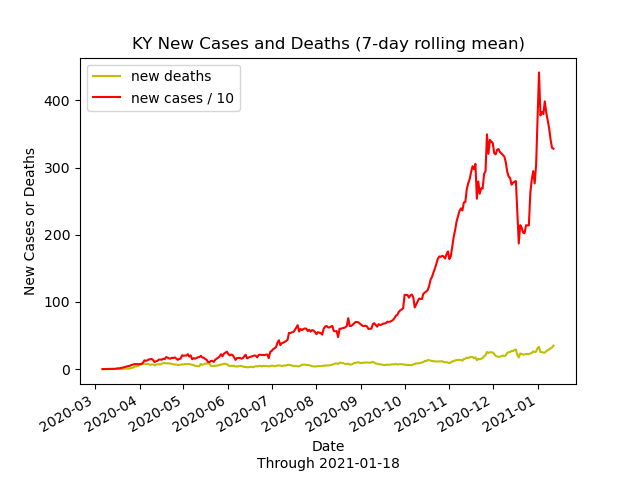 KY New Cases and Deaths (7-day rolling mean)
new deaths
new cases / 10
New Cases or Deaths
400
300
200
100
0
2020-03
2020-04
2020-05
2020-06
2020-07
2020-08
2020-09
2020-10
2020-11
2020-12
2021-01
Date
Through 2021-01-18